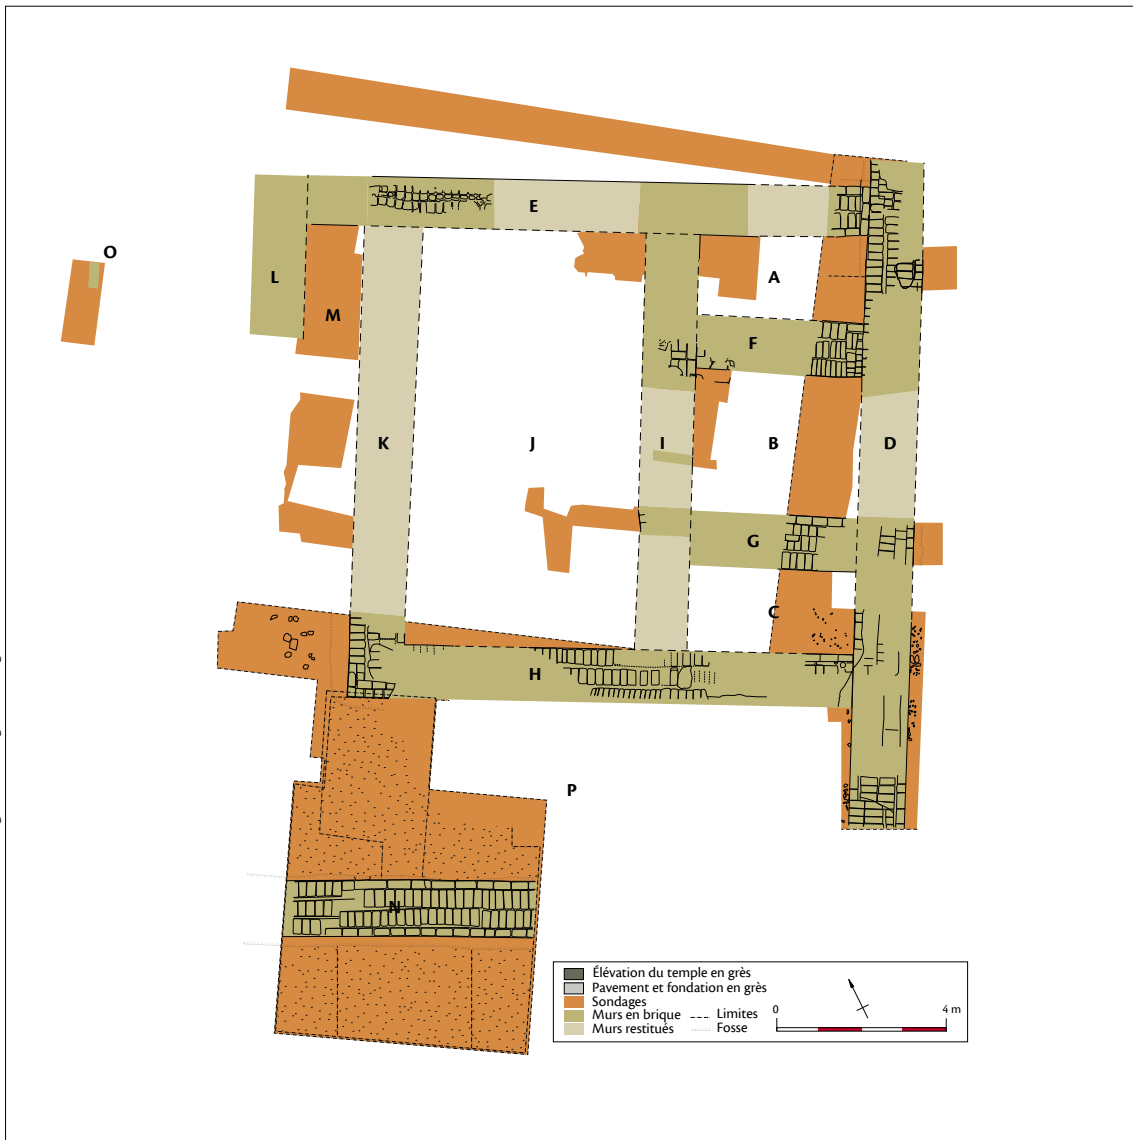 E
O
A
L
M
F
K
J
I
B
D
G
C
H
P
N
Élévation du temple en grès
Pavement et fondation en grès
Sondages
Murs en brique
Murs restitués
Limites
Fosse
0
4 m